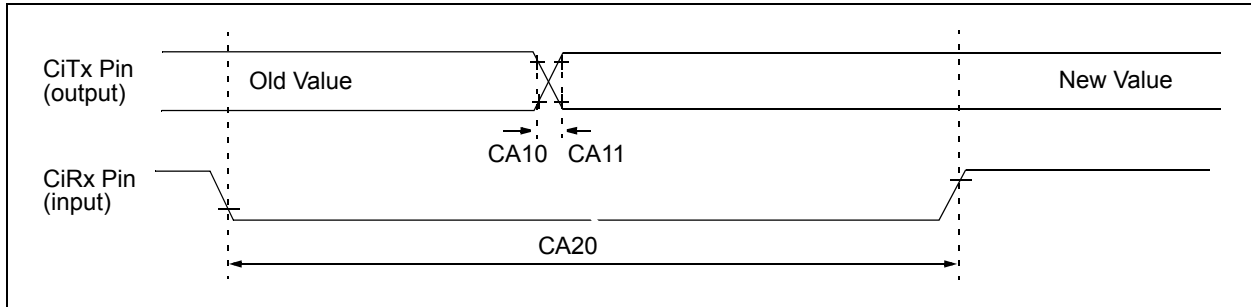 CiTx Pin
(output)
Old Value
New Value
CA10 CA11
CiRx Pin
(input)
CA20